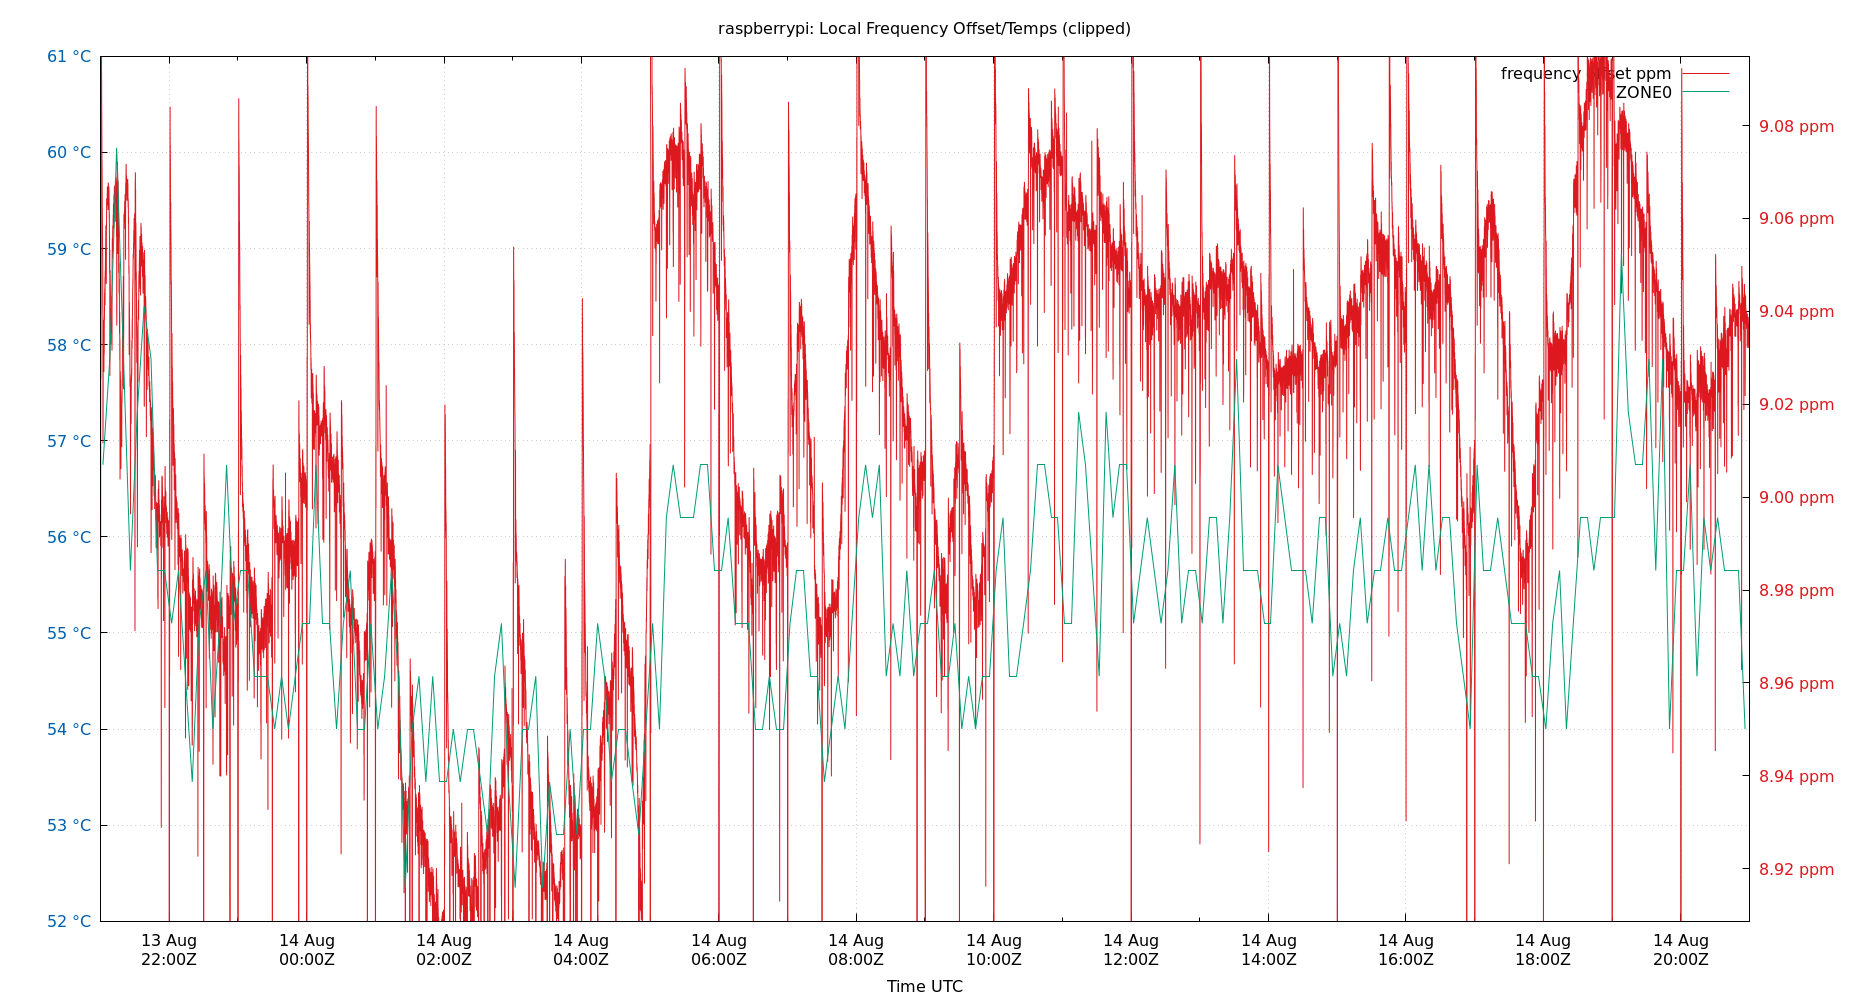 raspberrypi: Local Frequency Offset/Temps (clipped)
61 °C
60 °C
59 °C
58 °C
57 °C
56 °C
55 °C
54 °C
53 °C
52 °C
frequency offset ppm
ZONE0
9.08 ppm
9.06 ppm
9.04 ppm
9.02 ppm
9.00 ppm
8.98 ppm
8.96 ppm
8.94 ppm
8.92 ppm
13 Aug 14 Aug 14 Aug 14 Aug 14 Aug 14 Aug 14 Aug 14 Aug 14 Aug 14 Aug 14 Aug 14 Aug
22:00Z 00:00Z 02:00Z 04:00Z 06:00Z 08:00Z 10:00Z 12:00Z 14:00Z 16:00Z 18:00Z 20:00Z
Time UTC